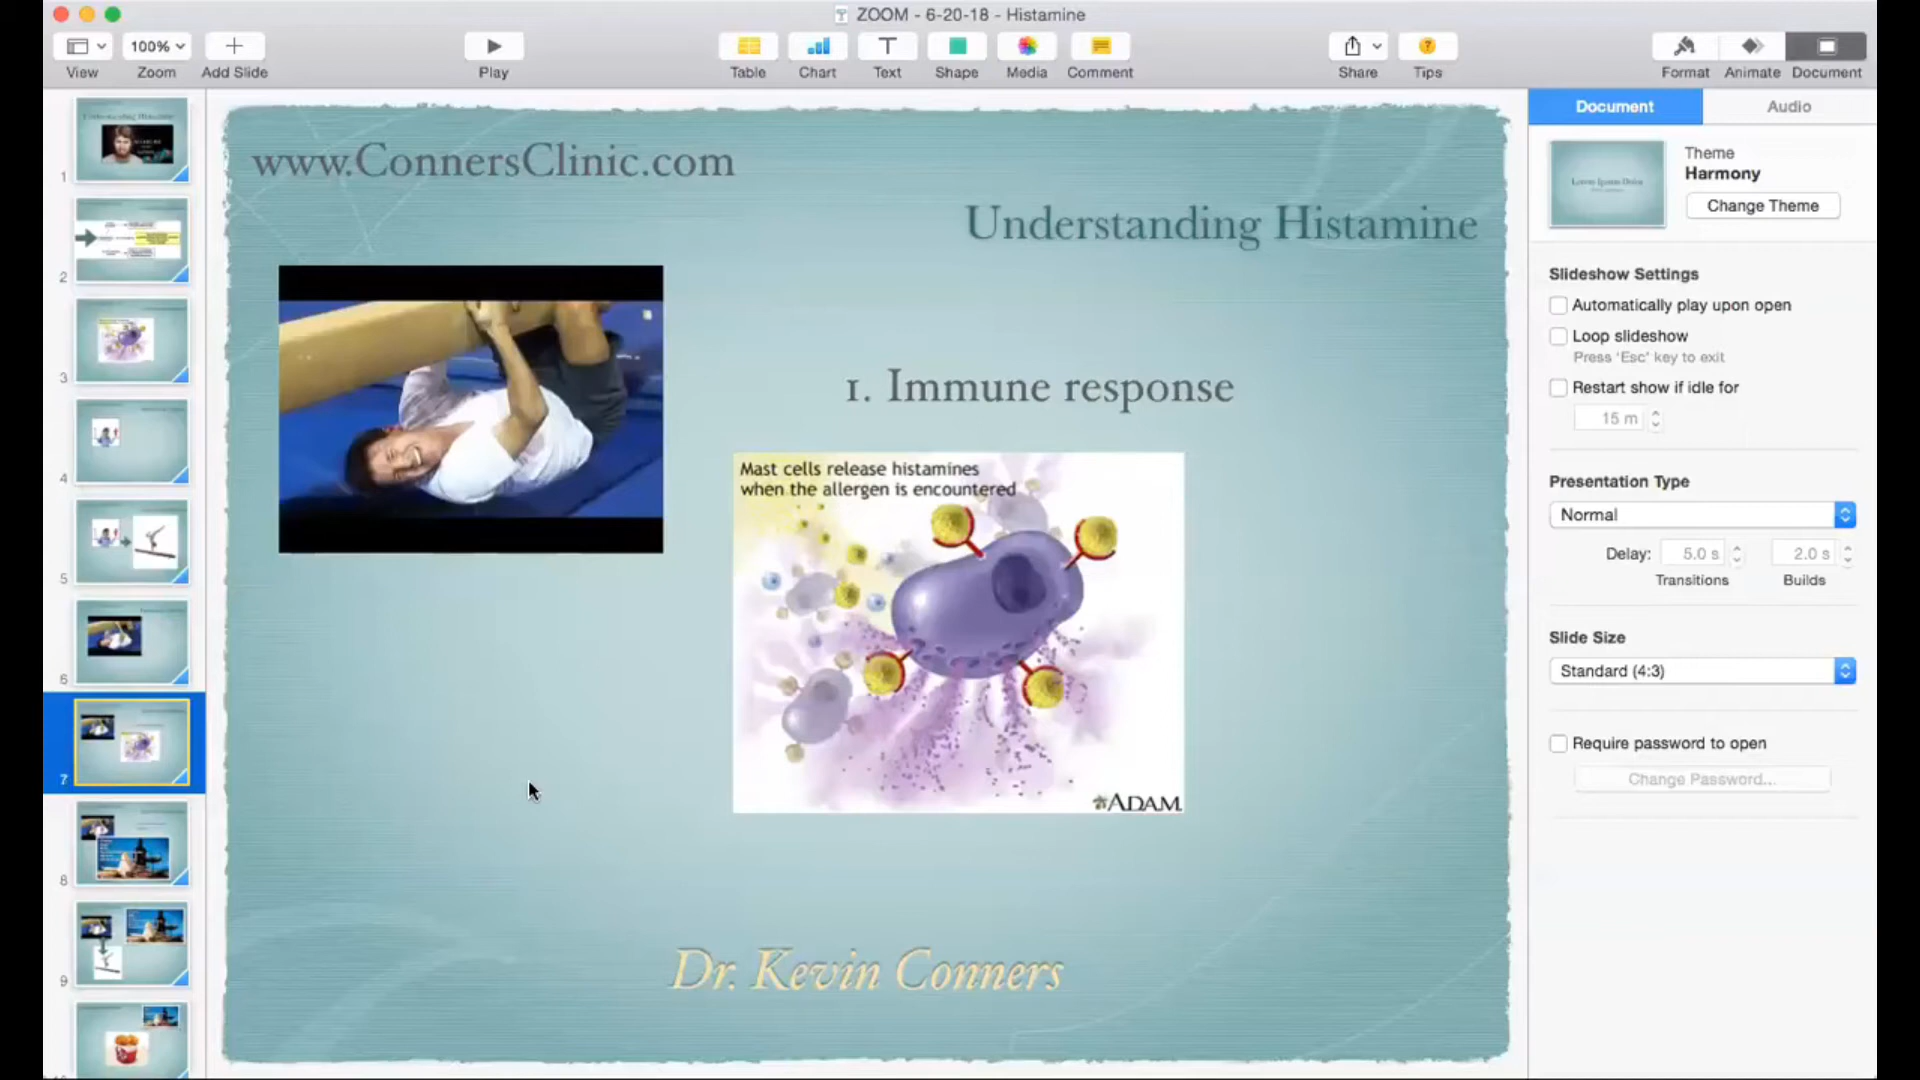 ZOOM - 6-20-18 - Histamine
100%
View
Zoom
Add Slide
Play
Table
Chart
Text
Shape
Media
Comment
Share
Tips
Format
Animate
Document
Document
Audio
Theme
Harmony
Change Theme
Slideshow Settings
Automatically play upon open
Loop slideshow
Press 'Esc' key to exit
Restart show if idle for
15 m
Presentation Type
Normal
Delay: 5.0 s 2.0 s
Transitions Builds
Slide Size
Standard (4:3)
Require password to open
Change Password...
www.ConnersClinic.com
Understanding Histamine
1. Immune response
Mast cells release histamines
when the allergen is encountered
ADAM
Dr. Kevin Conners
Understanding Histamine
1
2
3
4
5
6
7
8
9